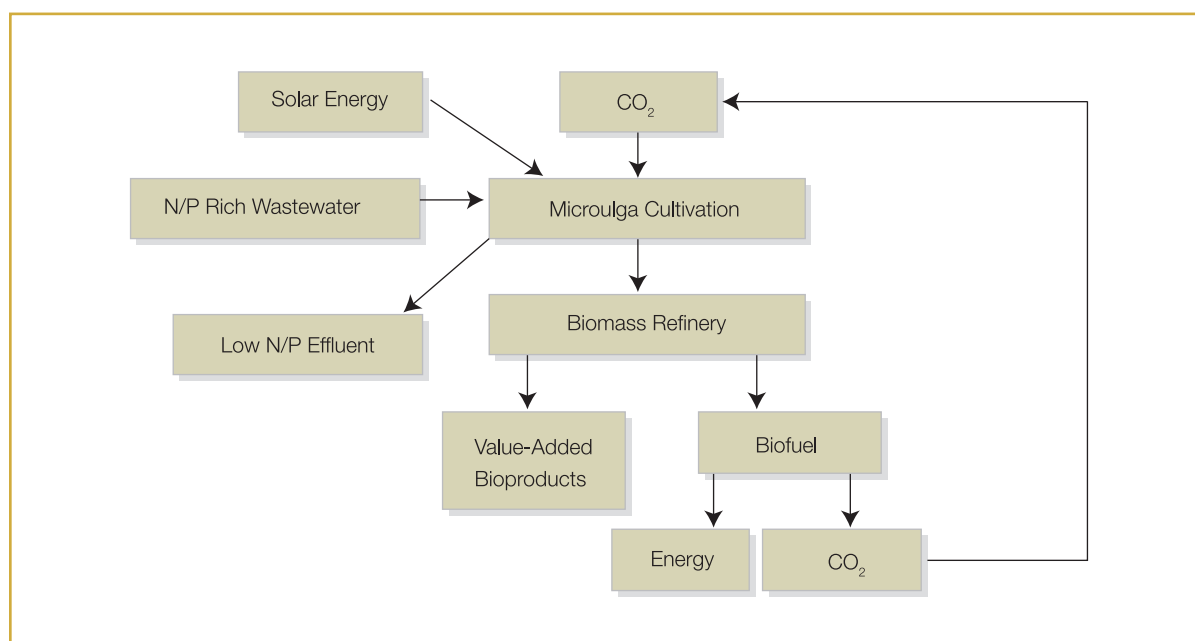 Solar Energy
CO₂
N/P Rich Wastewater
Microulga Cultivation
Low N/P Effluent
Biomass Refinery
Value-Added
Bioproducts
Biofuel
Energy
CO₂